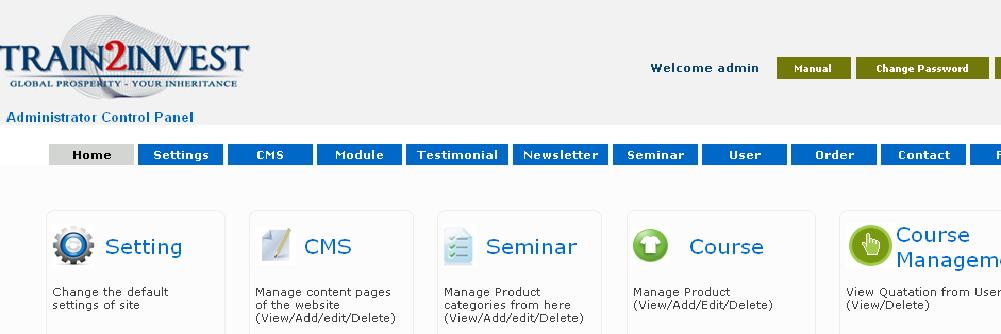 TRAIN2INVEST
GLOBAL PROSPERITY - YOUR INHERITANCE
Administrator Control Panel
Welcome admin
Manual
Change Password
Home
Settings
CMS
Module
Testimonial
Newsletter
Seminar
User
Order
Contact
Setting
Change the default
settings of site
CMS
Manage content pages
of the website
(View/Add/edit/Delete)
Seminar
Manage Product
categories from here
(View/Add/edit/Delete)
Course
Manage Product
(View/Add/Edit/Delete)
Course
Managem
View Quatation from User
(View/Delete)